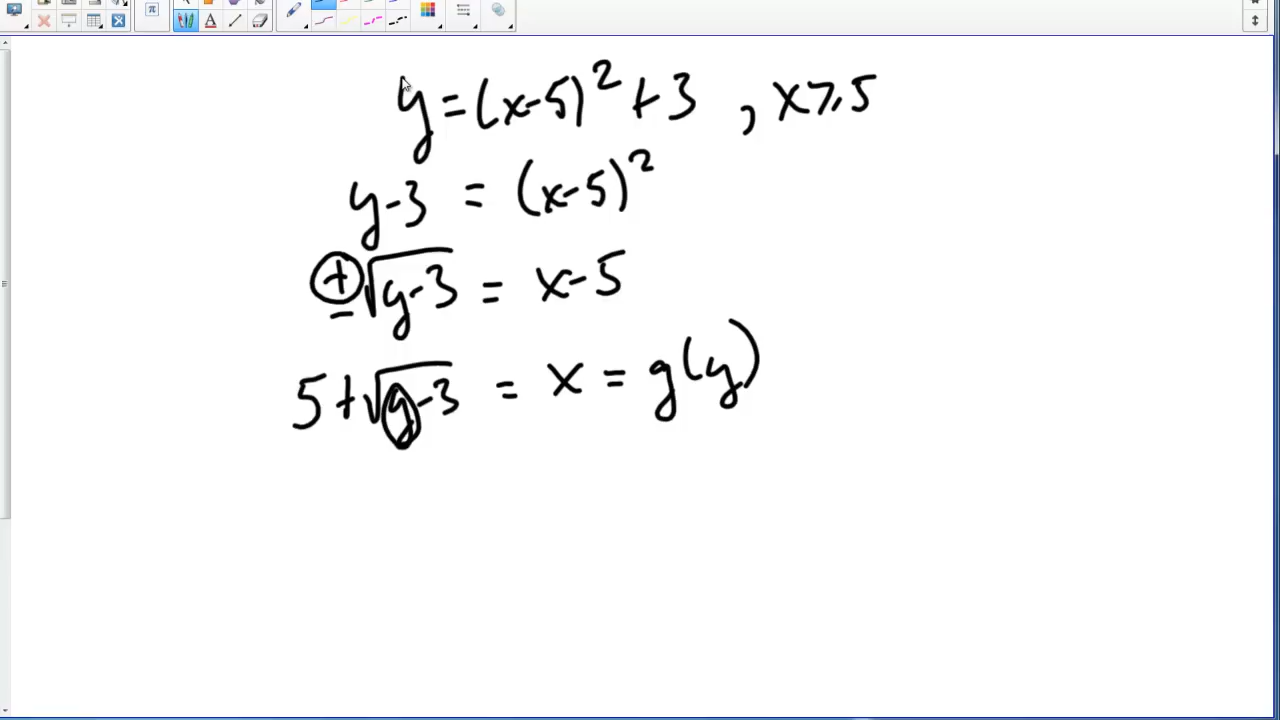 y = (x-5)² + 3 , x ⩾ 5
y-3 = (x-5)²
±√(y-3) = x-5
5+√(y-3) = x = g(y)